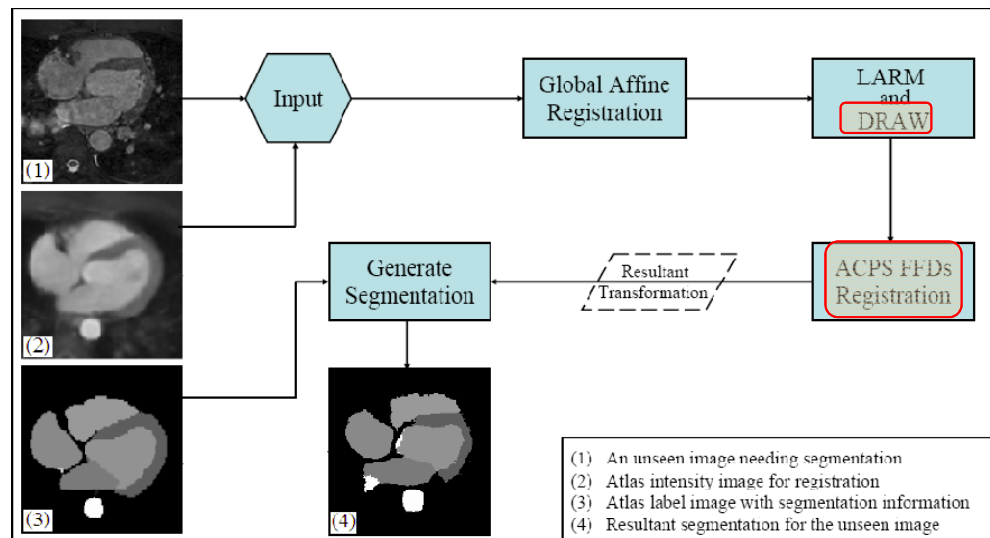 (1)
Input
Global Affine
Registration
LARM
and
DRAW
(2)
Generate
Segmentation
Resultant
Transformation
ACPS FFDs
Registration
(3)
(4)
(1) An unseen image needing segmentation
(2) Atlas intensity image for registration
(3) Atlas label image with segmentation information
(4) Resultant segmentation for the unseen image